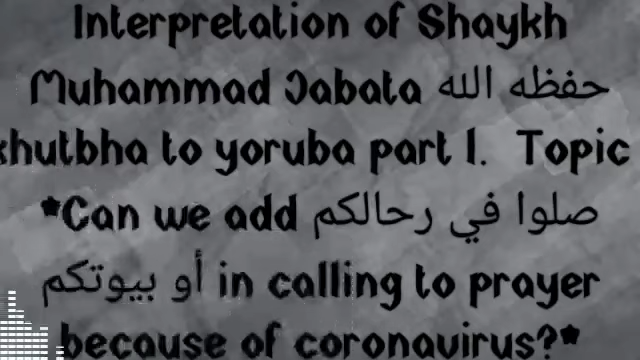 Interpretation of Shaykh
Muhammad Jabata حفظه الله
khutbha to yoruba part 1. Topic
*Can we add صلوا في رحالكم
أو بيوتكم in calling to prayer
because of coronavirus?*